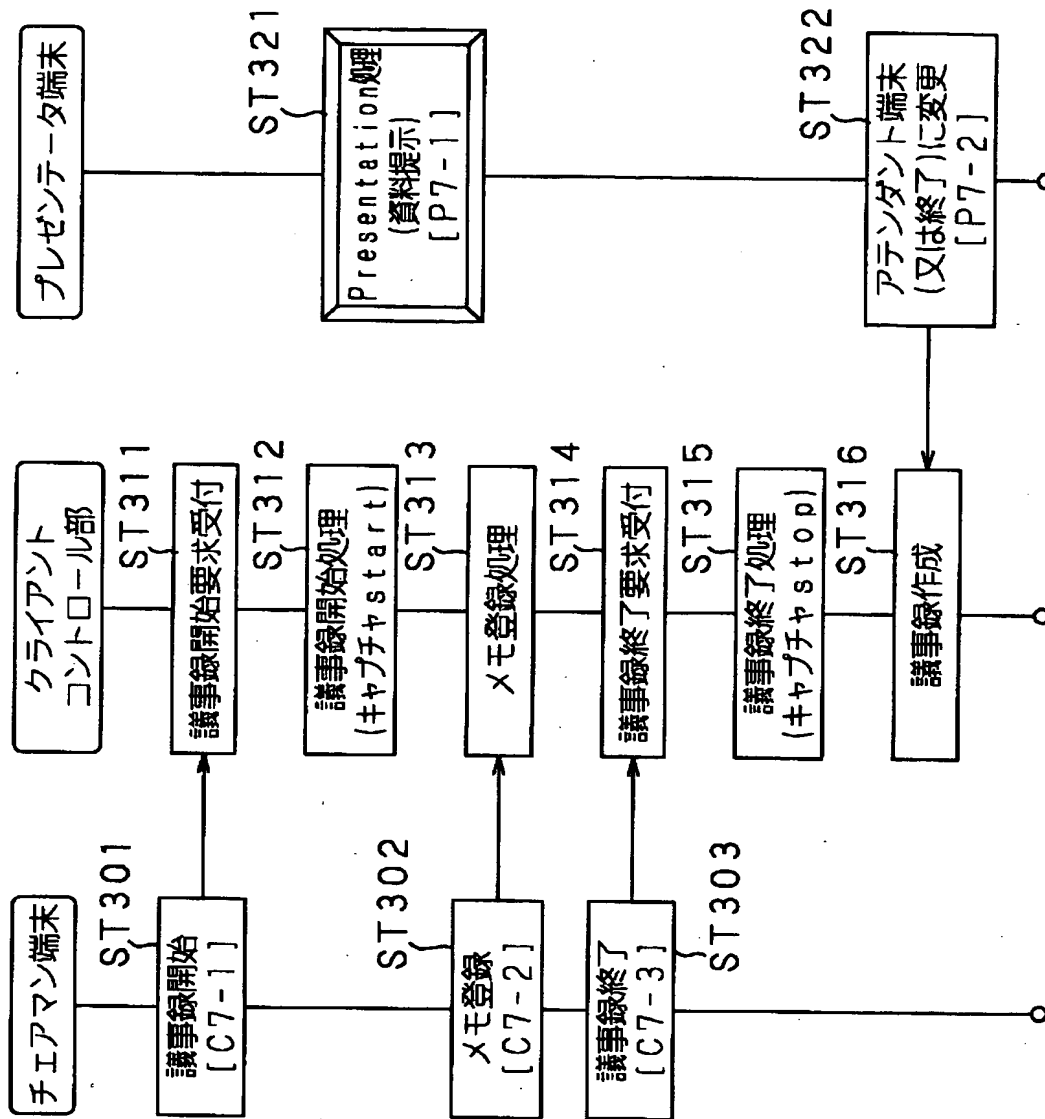 チェアマン端末
ST301
議事録開始
[C7-1]
ST302
メモ登録
[C7-2]
議事録終了
[C7-3]
ST303
クライアント
コントロール部
ST311
議事録開始要求受付
ST312
議事録開始処理
(キャプチャstart)
ST313
メモ登録処理
ST314
議事録終了要求受付
ST315
議事録終了処理
(キャプチャstop)
ST316
議事録作成
プレゼンテータ端末
ST321
Presentation処理
(資料提示)
[P7-1]
ST322
アテンダント端末
(又は終了)に変更
[P7-2]